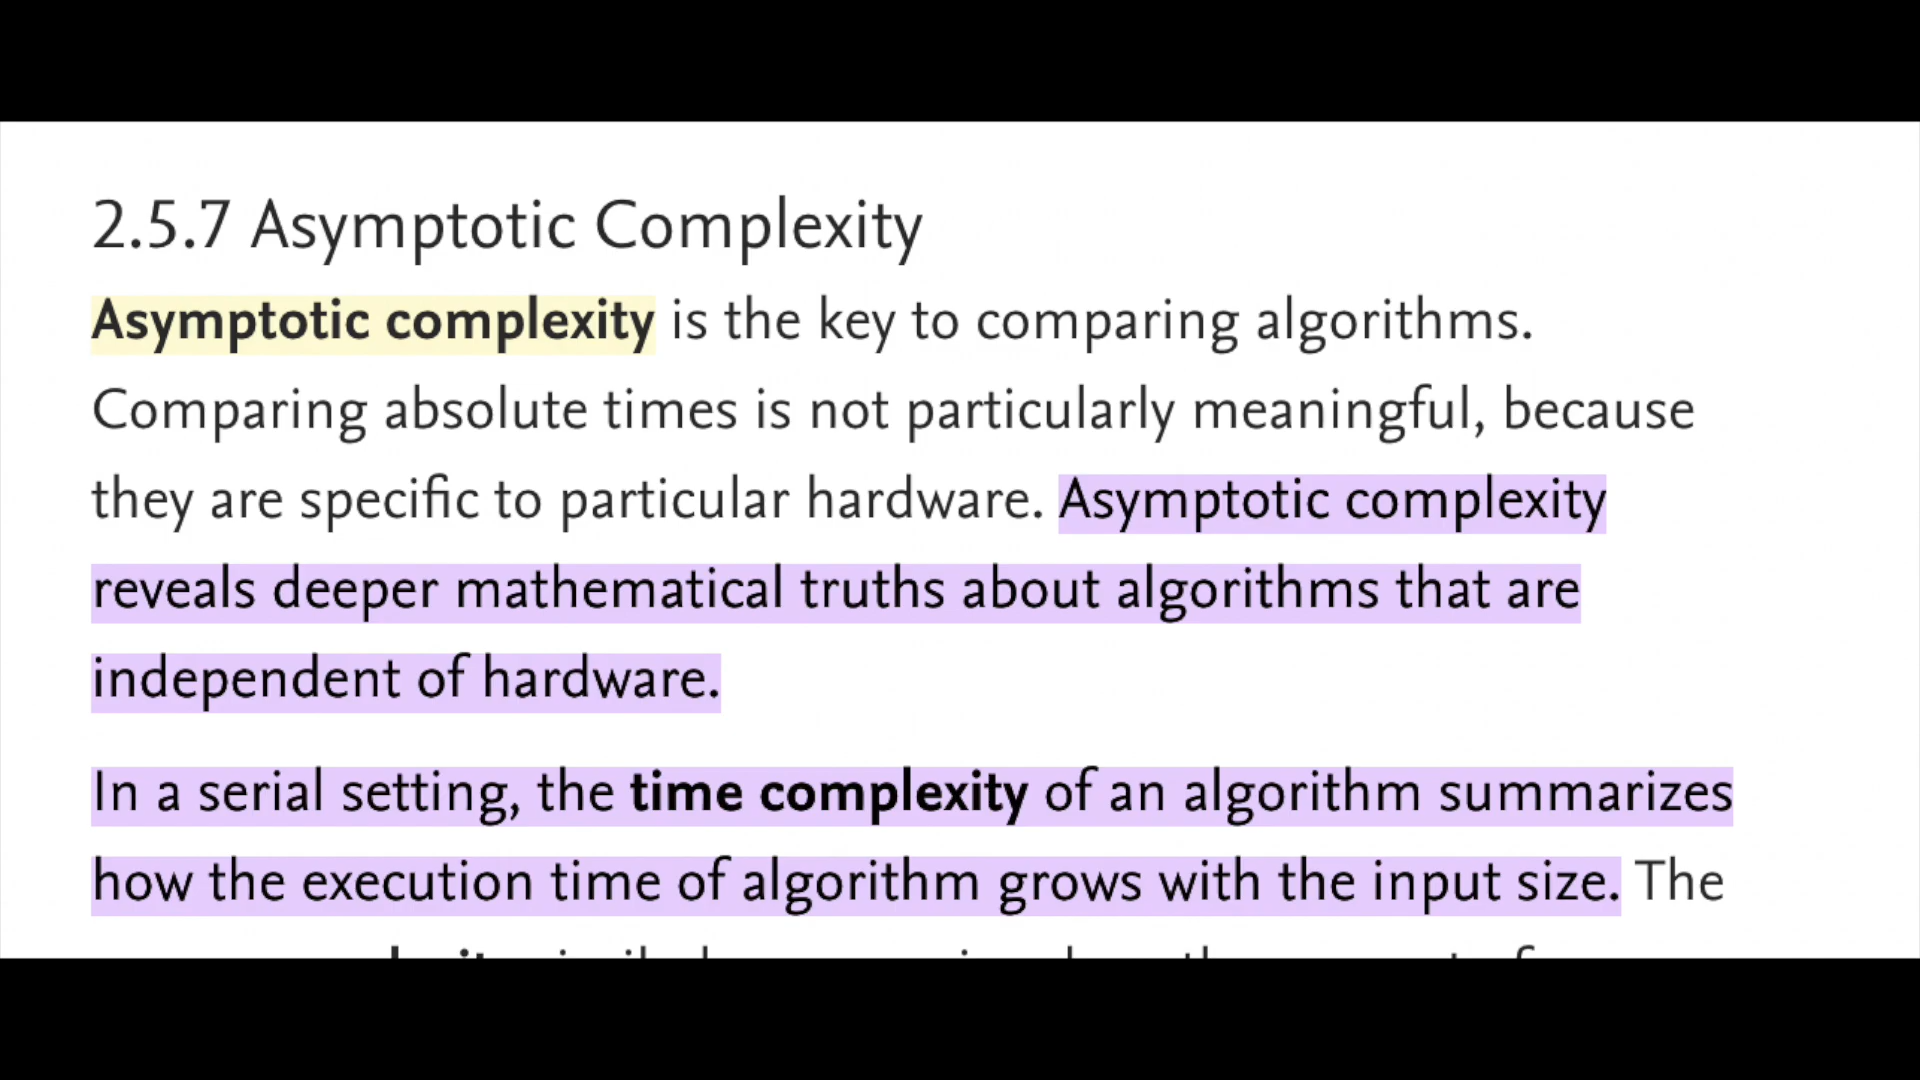 2.5.7 Asymptotic Complexity
Asymptotic complexity is the key to comparing algorithms.
Comparing absolute times is not particularly meaningful, because
they are specific to particular hardware. Asymptotic complexity
reveals deeper mathematical truths about algorithms that are
independent of hardware.
In a serial setting, the time complexity of an algorithm summarizes
how the execution time of algorithm grows with the input size. The